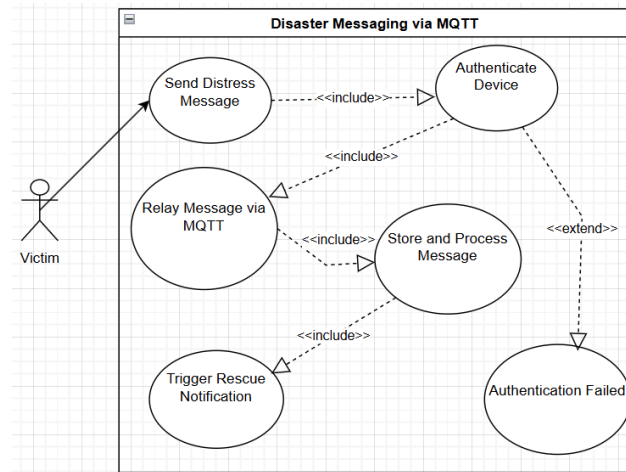 Disaster Messaging via MQTT
Send Distress
Message
<<include>>
Authenticate
Device
<<include>>
Relay Message via
MQTT
<<include>>
Store and Process
Message
<<extend>>
Victim
<<include>>
Trigger Rescue
Notification
Authentication Failed